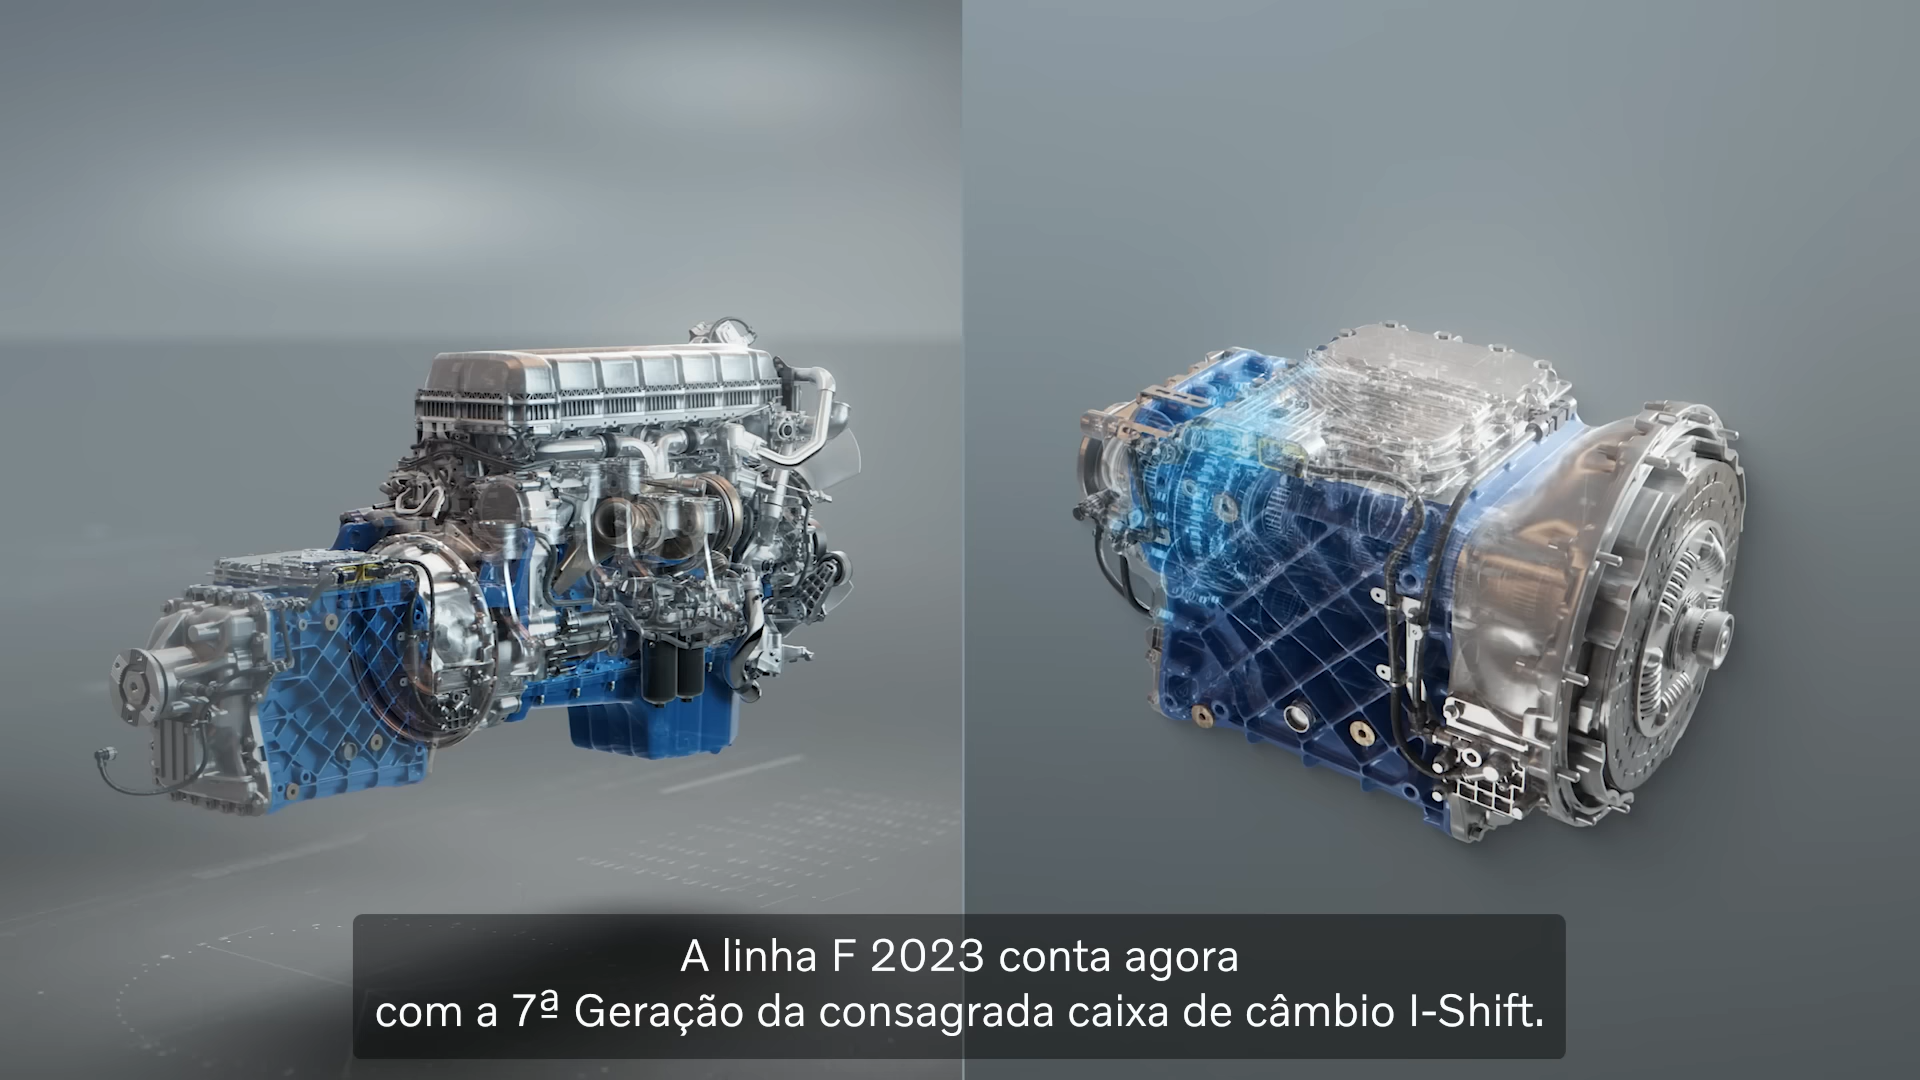 A linha F 2023 conta agora
com a 7ª Geração da consagrada caixa de câmbio I-Shift.